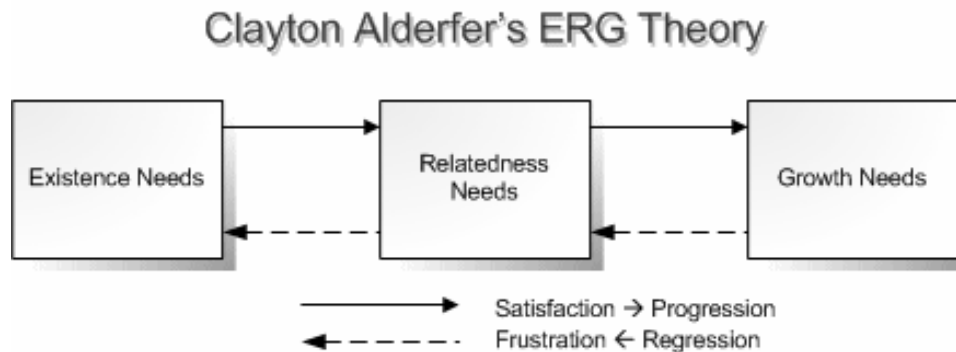 Clayton Alderfer's ERG Theory
Existence Needs
Relatedness
Needs
Growth Needs
Satisfaction → Progression
Frustration ← Regression